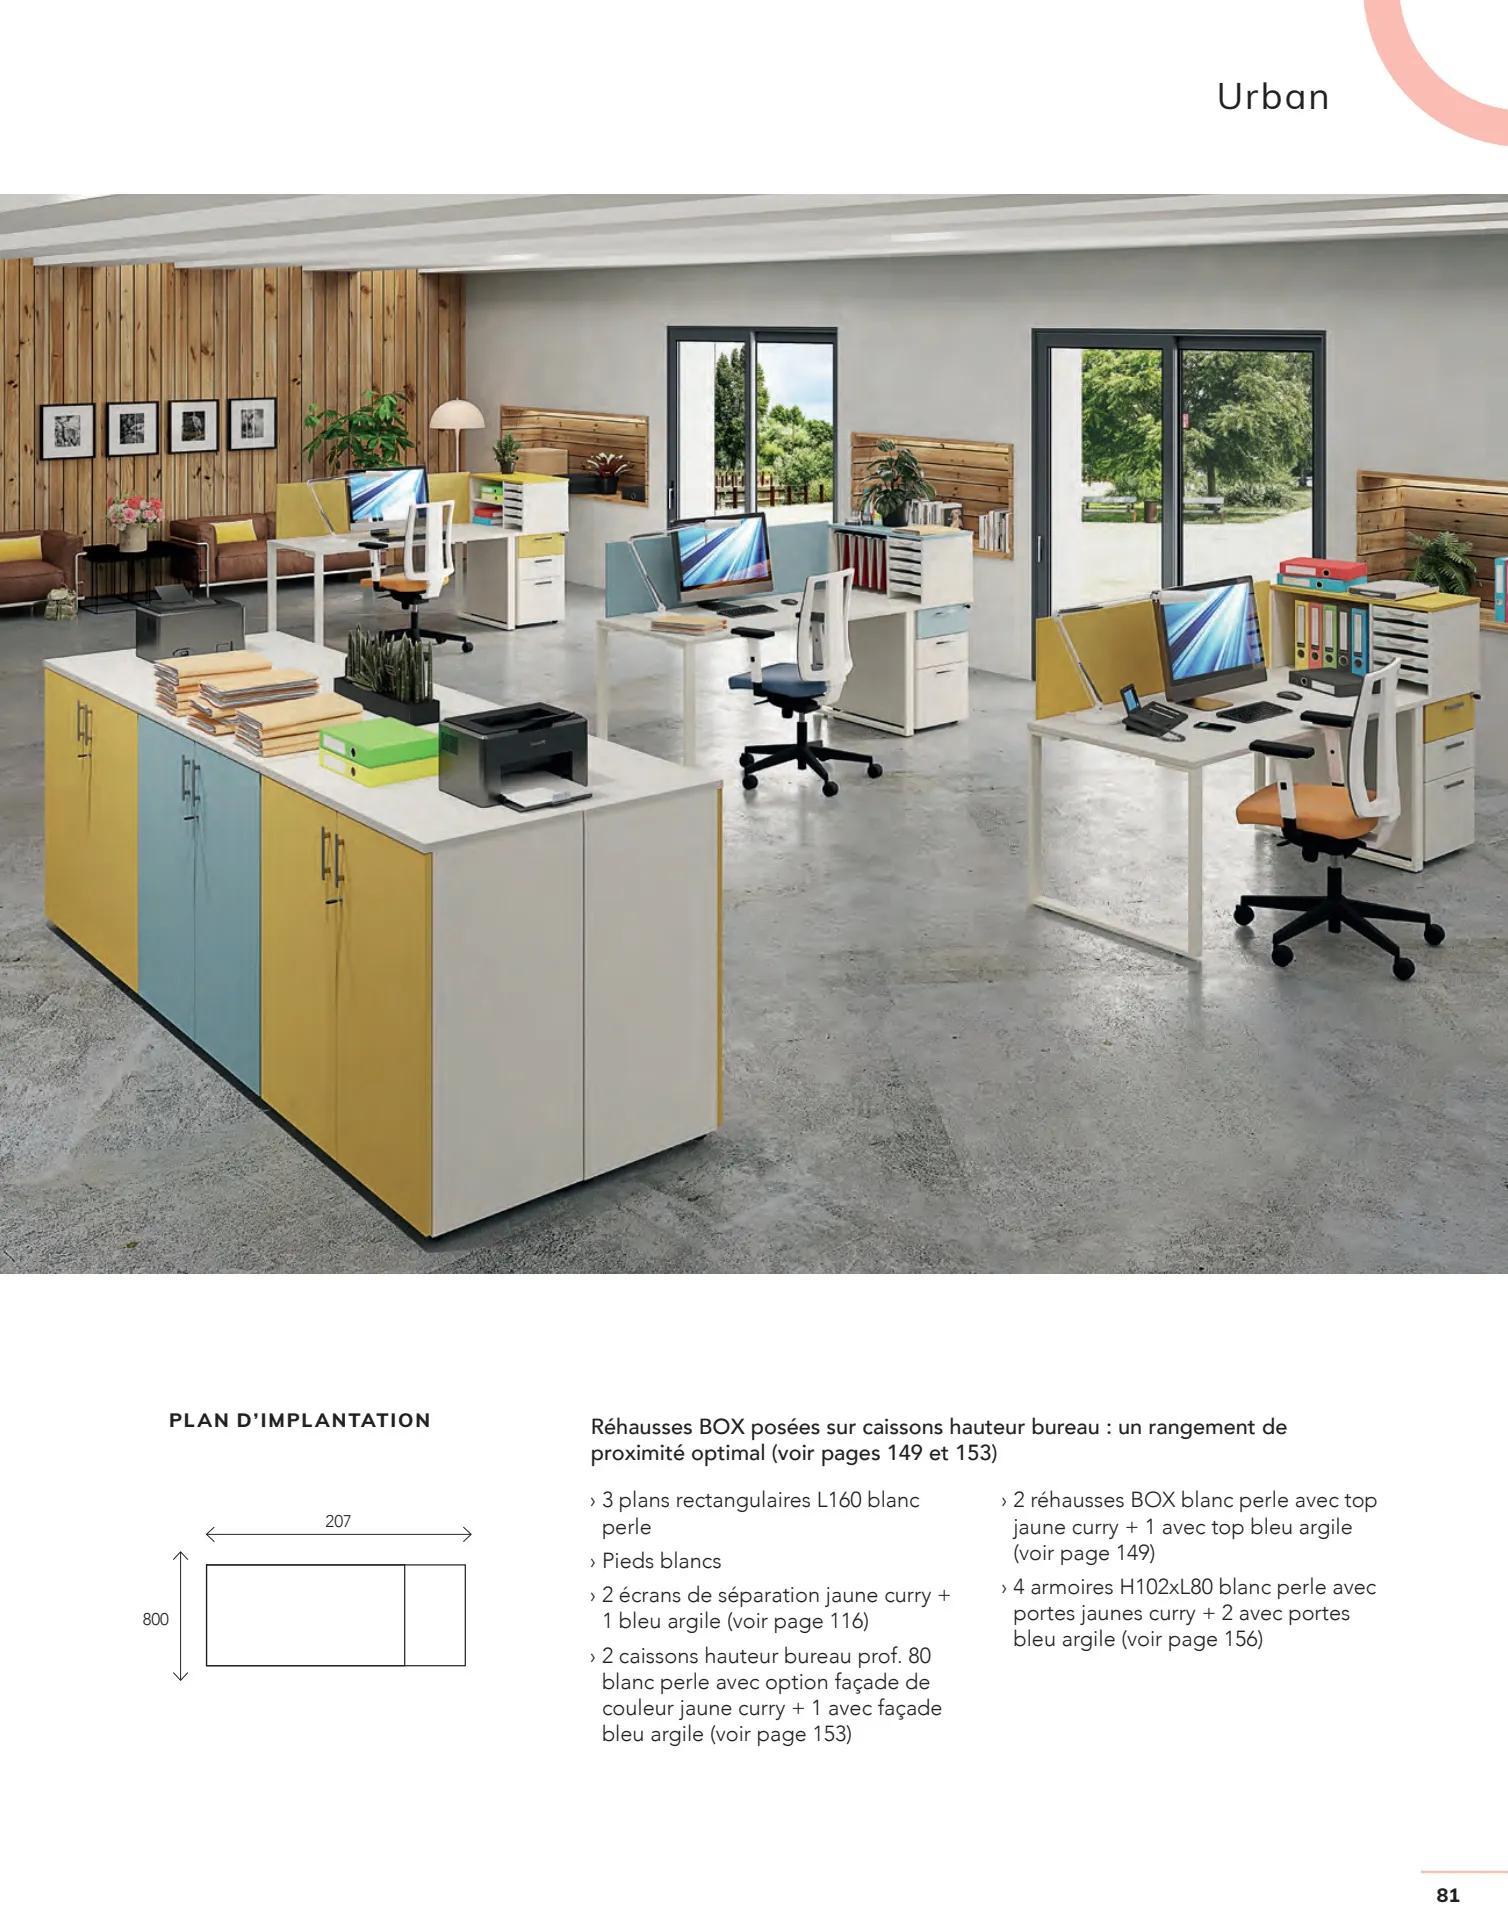 Urban
PLAN D’IMPLANTATION
207
800
Réhausses BOX posées sur caissons hauteur bureau : un rangement de
proximité optimal (voir pages 149 et 153)
› 3 plans rectangulaires L160 blanc
perle
› Pieds blancs
› 2 écrans de séparation jaune curry +
1 bleu argile (voir page 116)
› 2 caissons hauteur bureau prof. 80
blanc perle avec option façade de
couleur jaune curry + 1 avec façade
bleu argile (voir page 153)
› 2 réhausses BOX blanc perle avec top
jaune curry + 1 avec top bleu argile
(voir page 149)
› 4 armoires H102xL80 blanc perle avec
portes jaunes curry + 2 avec portes
bleu argile (voir page 156)
81